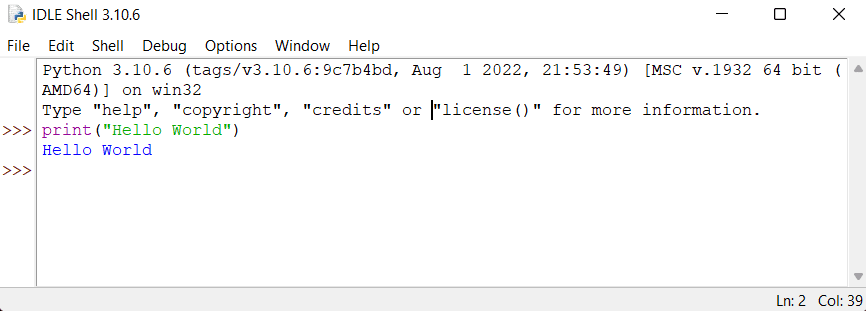 IDLE Shell 3.10.6
File Edit Shell Debug Options Window Help
Python 3.10.6 (tags/v3.10.6:9c7b4bd, Aug  1 2022, 21:53:49) [MSC v.1932 64 bit (
AMD64)] on win32
Type "help", "copyright", "credits" or "license()" for more information.
>>> print("Hello World")
Hello World
>>>
Ln: 2 Col: 39